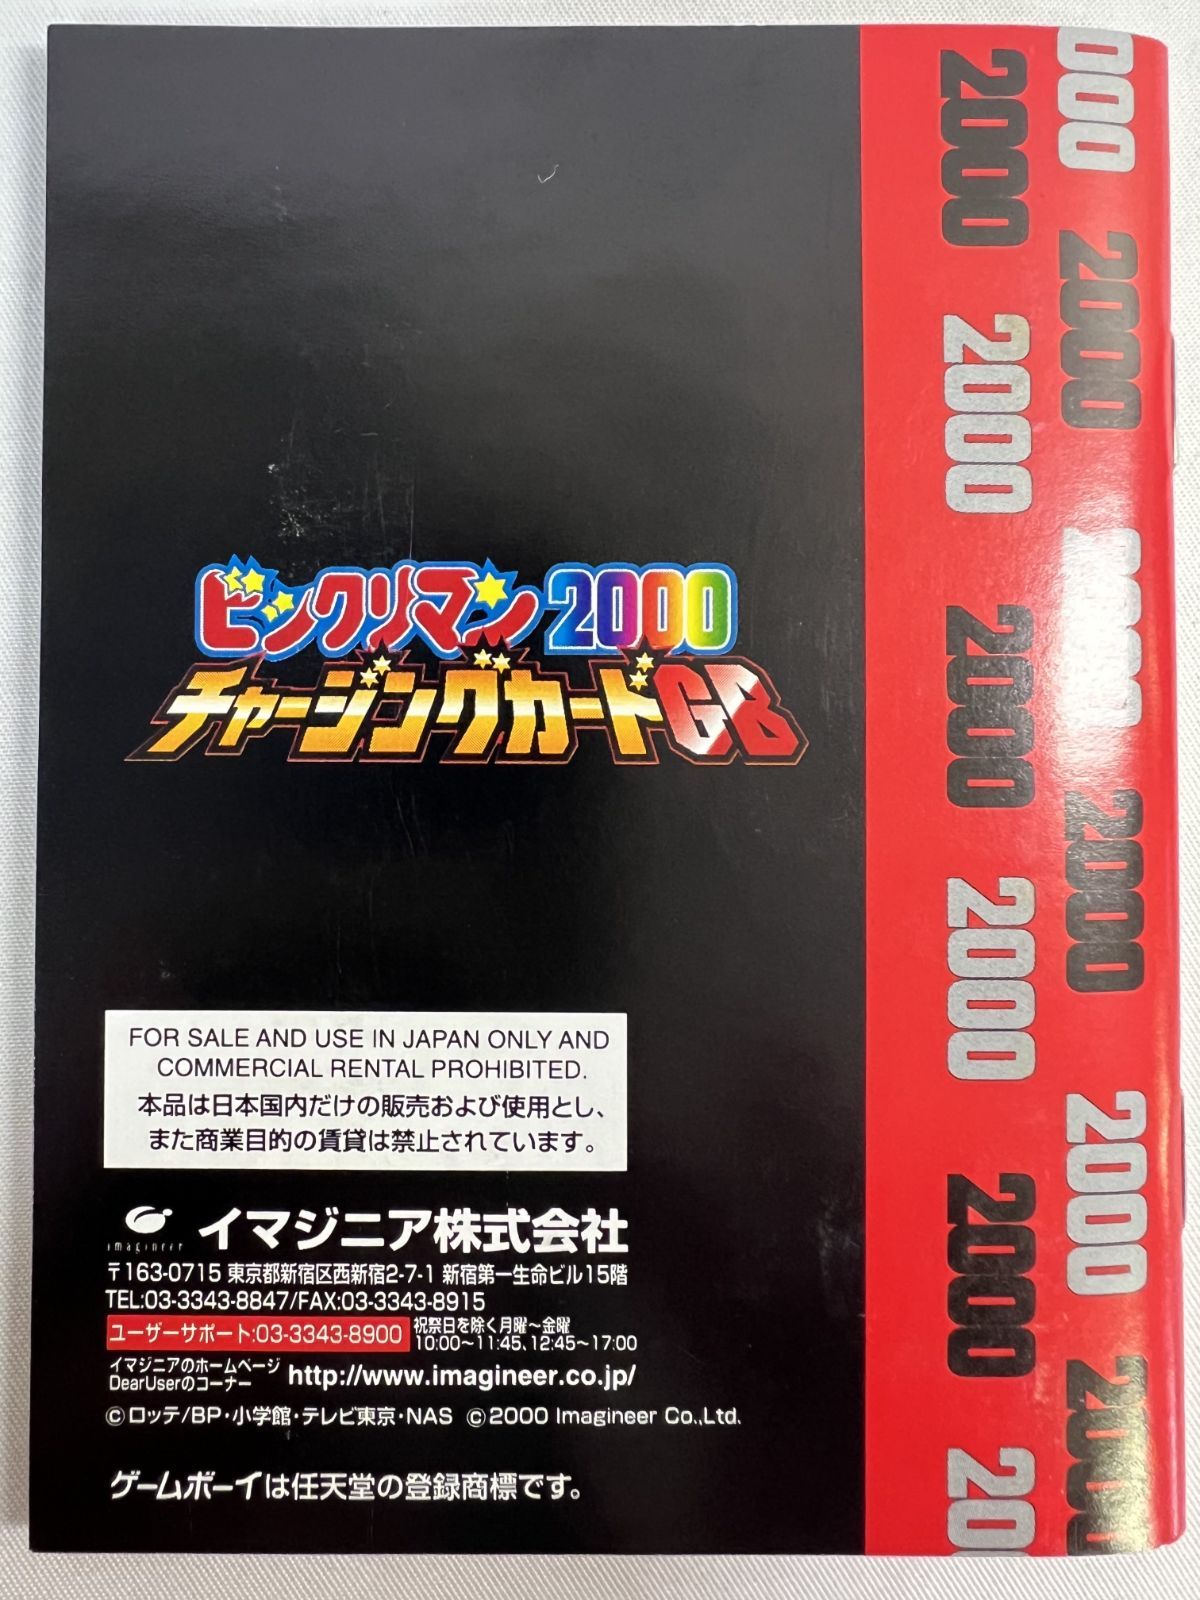 ビックリマン2000
チャージングカードGB
FOR SALE AND USE IN JAPAN ONLY AND
COMMERCIAL RENTAL PROHIBITED.
本品は日本国内だけの販売および使用とし、
また商業目的の賃貸は禁止されています。
imagineer イマジニア株式会社
〒163-0715 東京都新宿区西新宿2-7-1 新宿第一生命ビル15階
TEL:03-3343-8847/FAX:03-3343-8915
ユーザーサポート:03-3343-8900 祝祭日を除く月曜～金曜
10:00～11:45、12:45～17:00
イマジニアのホームページ
DearUserのコーナー http://www.imagineer.co.jp/
©ロッテ/BP・小学館・テレビ東京・NAS ©2000 Imagineer Co.,Ltd.
ゲームボーイは任天堂の登録商標です。
2000 2000 2000 2000 2000 20
000 2000 2000 2000 2000 2000